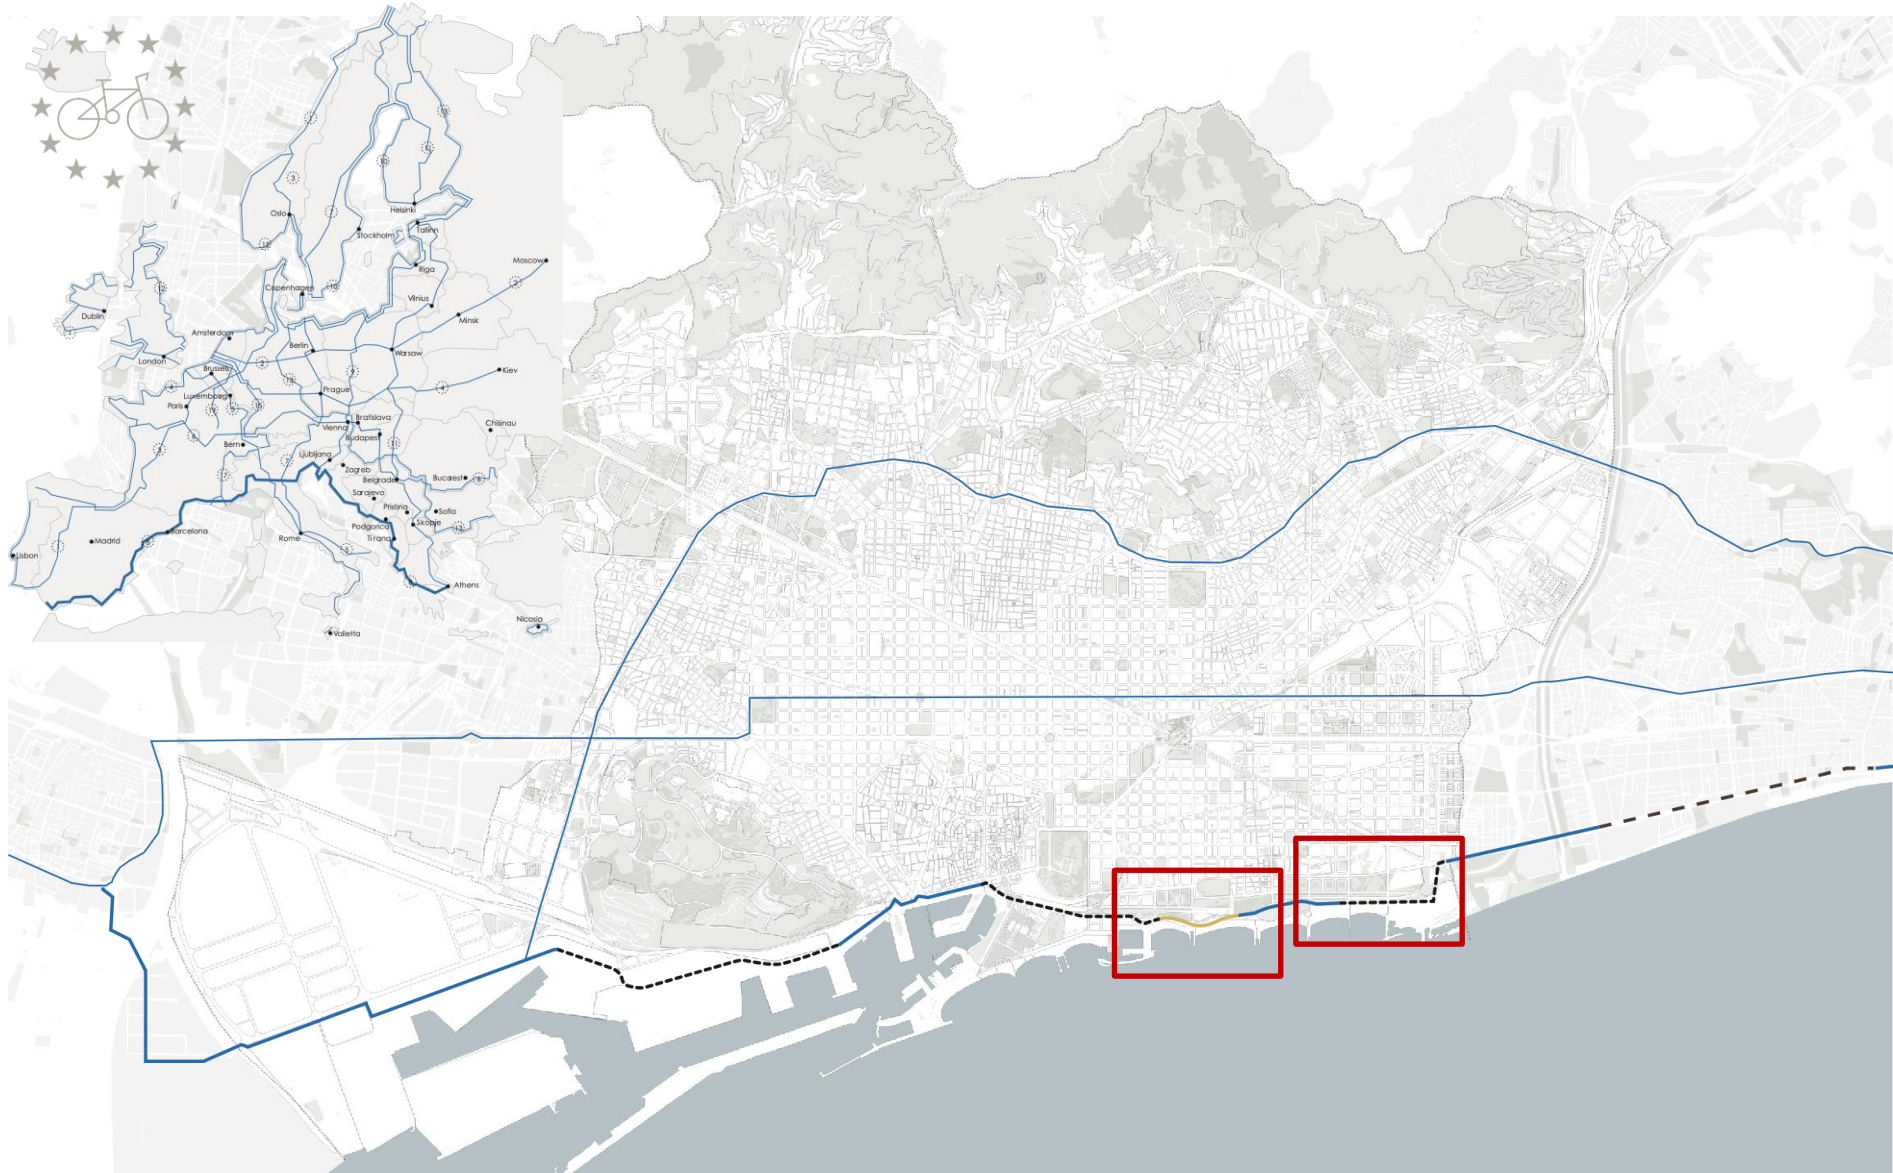 Oslo
Helsinki
Tallinn
Stockholm
Riga
Moscow
Copenhagen
Vilnius
Dublin
Minsk
Amsterdam
Berlin
Warsaw
London
Brussels
Kiev
Prague
Luxembourg
Paris
Bratislava
Vienna
Chisinau
Budapest
Bern
Ljubljana
Zagreb
Belgrade
Bucarest
Sarajevo
Pristina
Sofia
Podgorica
Skopje
Barcelona
Madrid
Rome
Tirana
Lisbon
Athens
Nicosia
Valletta